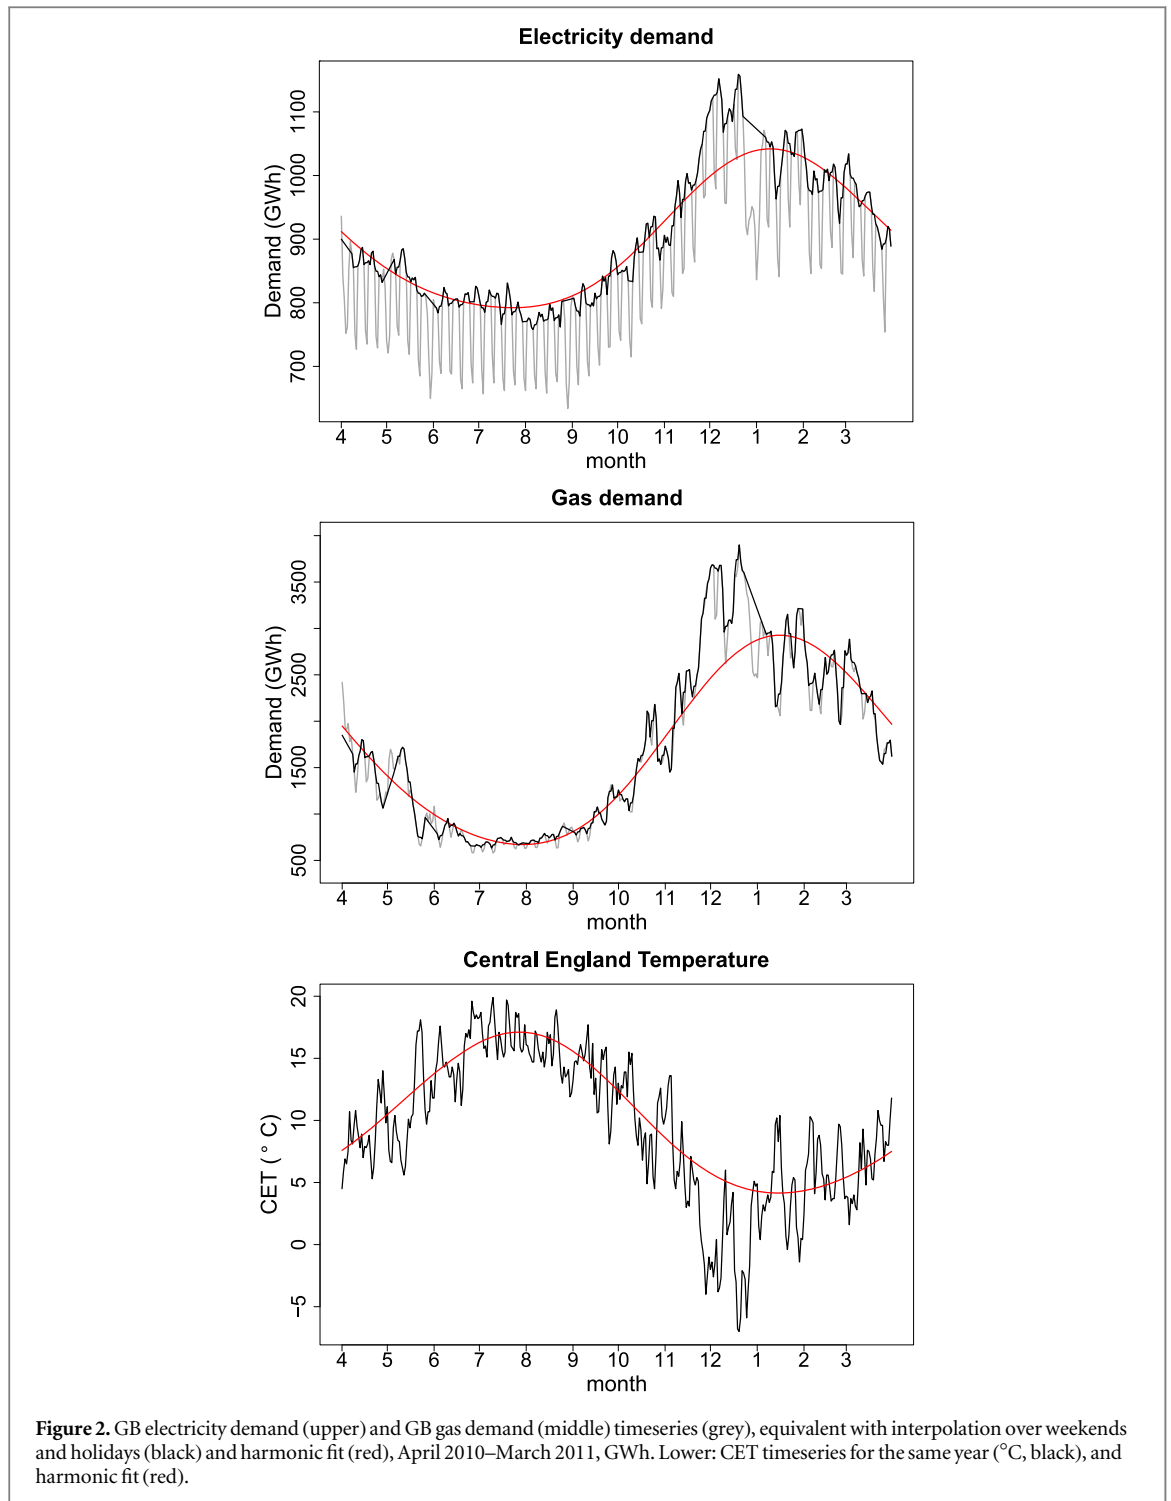 Electricity demand
Demand (GWh)
1100
1000
900
800
700
4 5 6 7 8 9 10 11 12 1 2 3
month
Gas demand
Demand (GWh)
3500
2500
1500
500
4 5 6 7 8 9 10 11 12 1 2 3
month
Central England Temperature
CET ( ° C)
20
15
10
5
0
−5
4 5 6 7 8 9 10 11 12 1 2 3
month
Figure 2. GB electricity demand (upper) and GB gas demand (middle) timeseries (grey), equivalent with interpolation over weekends
and holidays (black) and harmonic fit (red), April 2010–March 2011, GWh. Lower: CET timeseries for the same year (°C, black), and
harmonic fit (red).